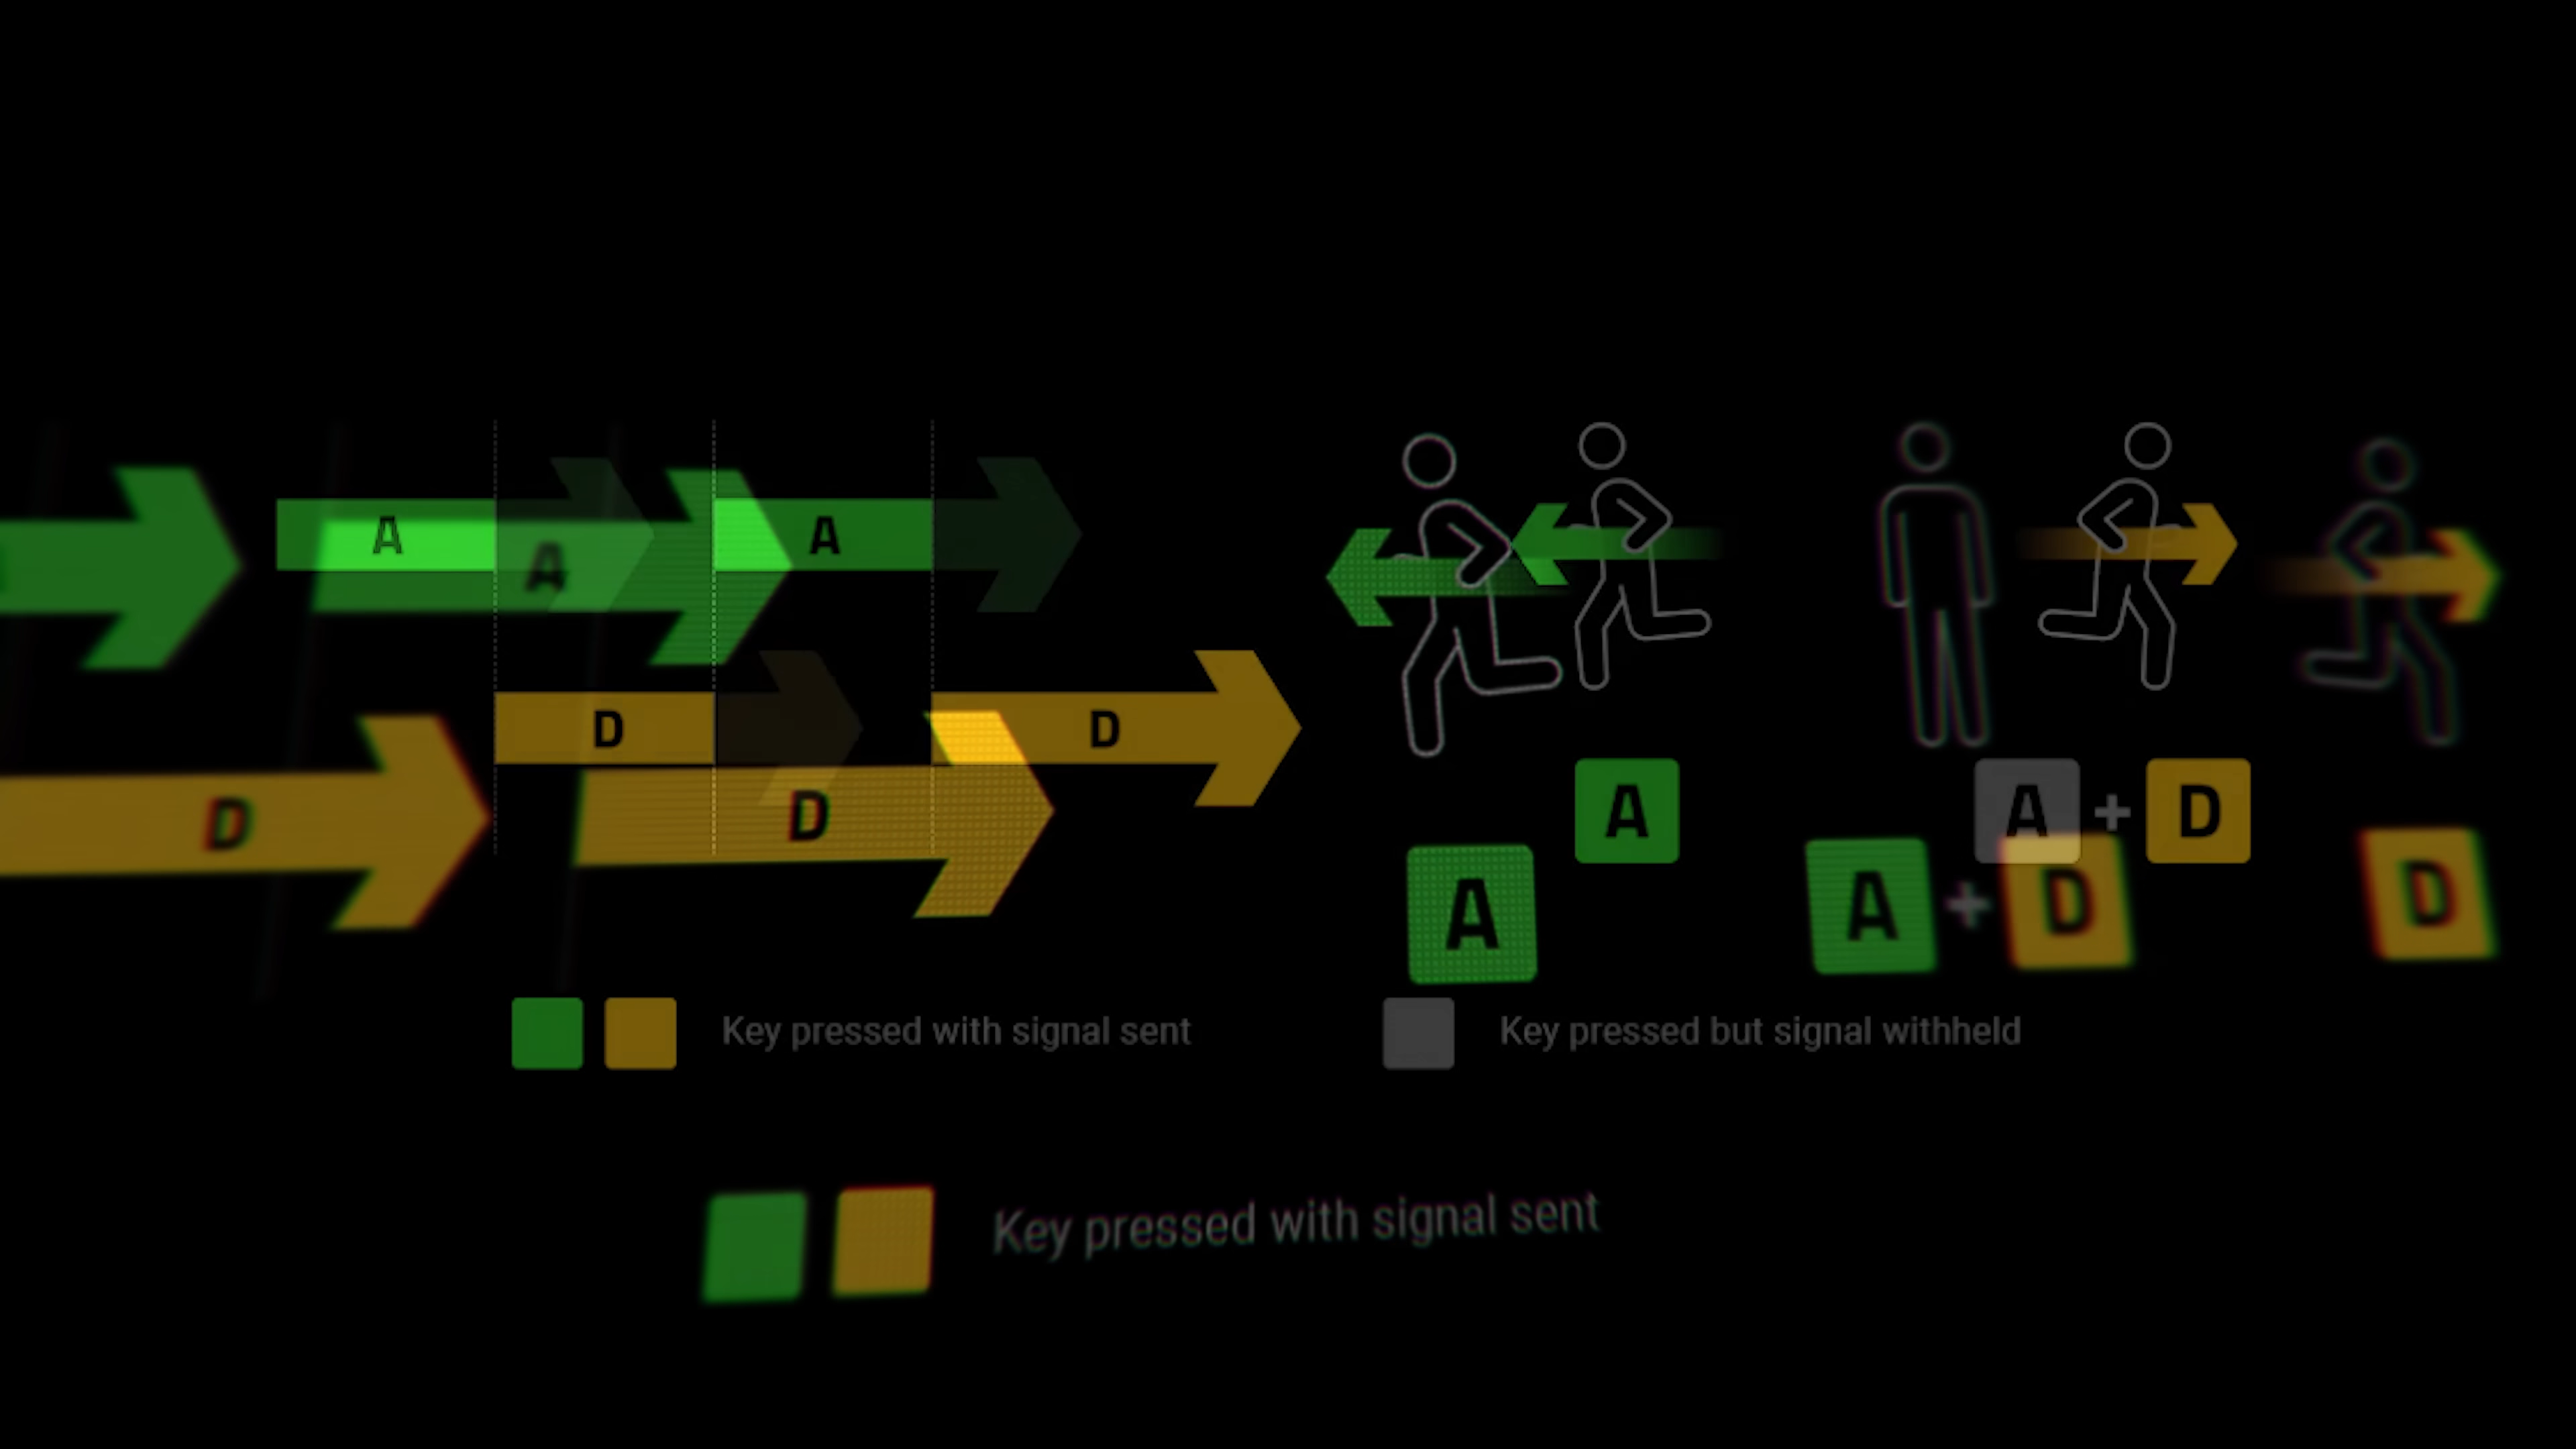 A
A
A
D
D
D
D
A
A + D
A
A + D
D
Key pressed with signal sent
Key pressed but signal withheld
Key pressed with signal sent